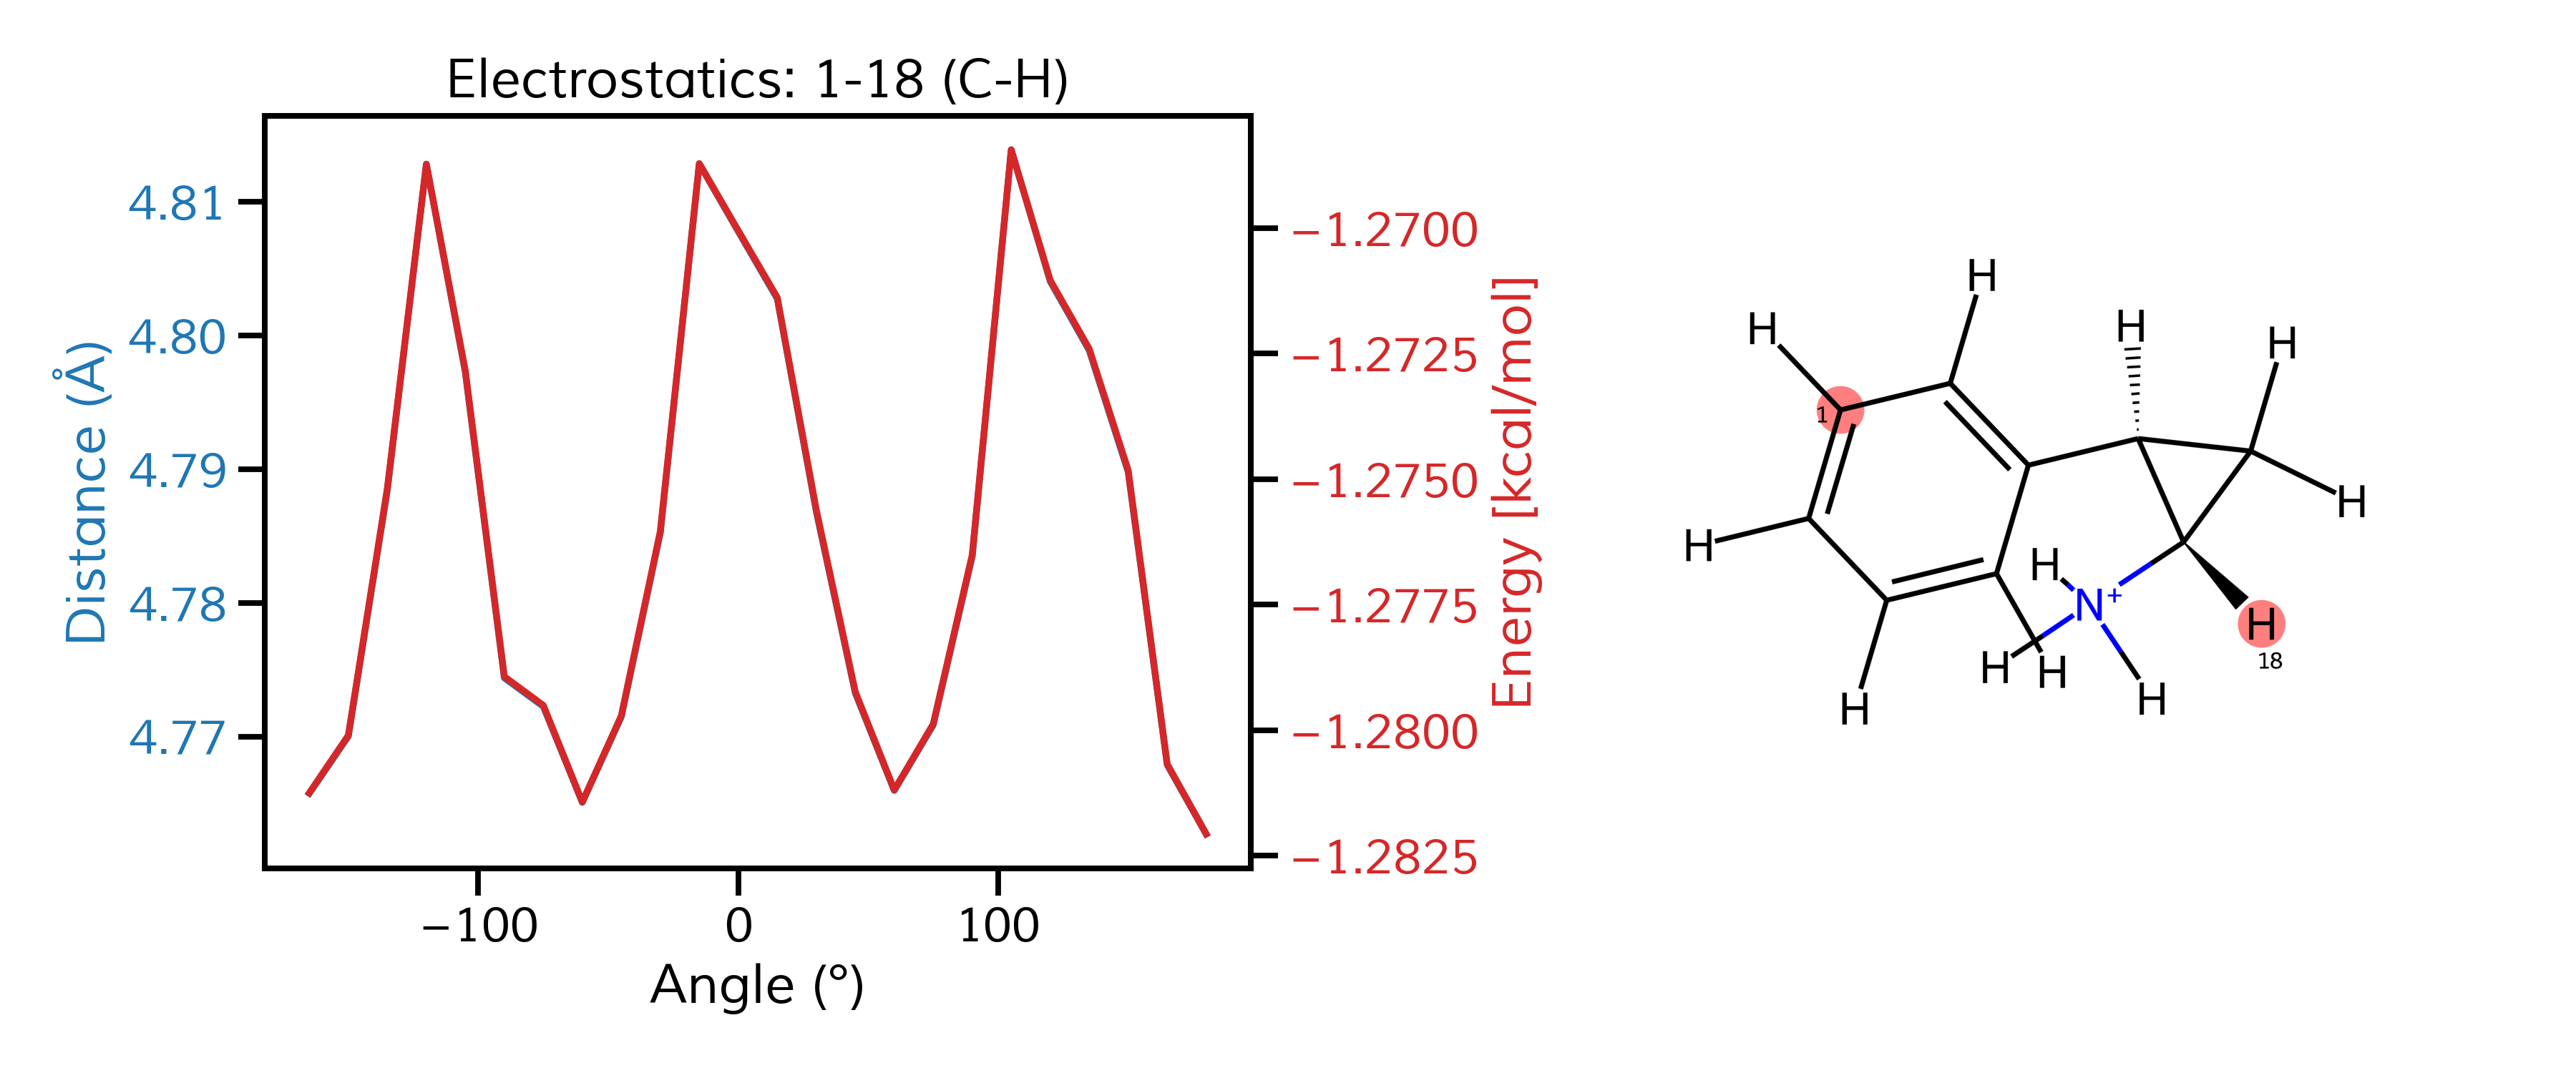 Electrostatics: 1-18 (C-H)
Distance (Å)
4.81
4.80
4.79
4.78
4.77
−1.2700
−1.2725
−1.2750
−1.2775
−1.2800
−1.2825
Energy [kcal/mol]
−100 0 100
Angle (°)
H
H
H
H
1
H
H
H
H
N+
H
18
H
H
H
H